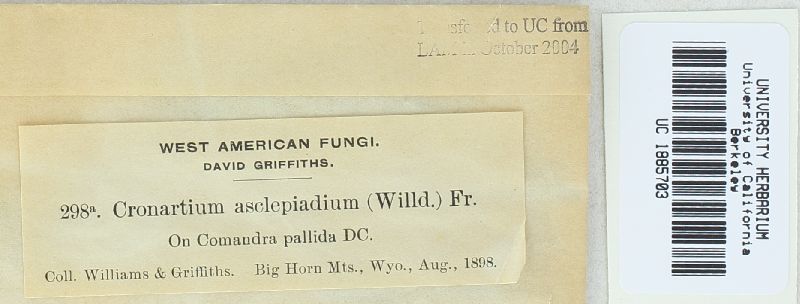 to UC from
October 2004
WEST AMERICAN FUNGI.
DAVID GRIFFITHS.
298ª. Cronartium asclepiadium (Willd.) Fr.
On Comandra pallida DC.
Coll. Williams & Griffiths. Big Horn Mts., Wyo., Aug., 1898.
UNIVERSITY HERBARIUM
University of California
Berkeley
UC 1885703